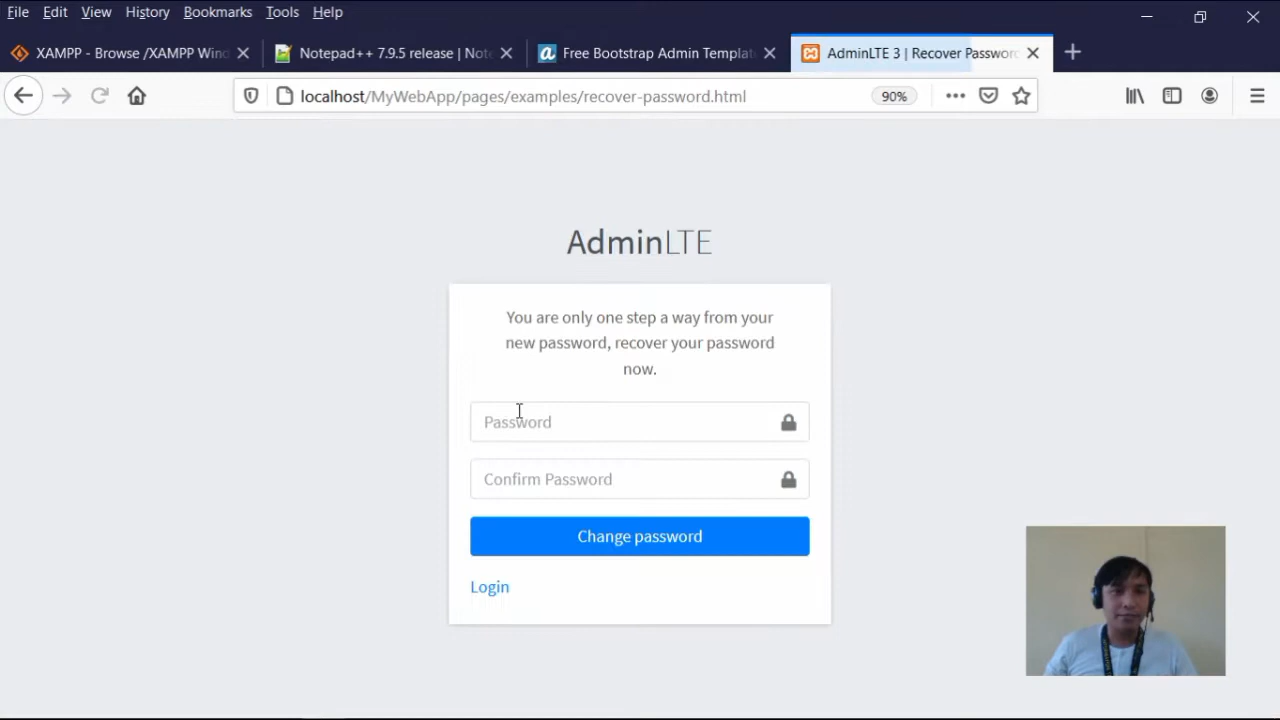 File Edit View History Bookmarks Tools Help
XAMPP - Browse /XAMPP Wind
Notepad++ 7.9.5 release | Note
Free Bootstrap Admin Templat
AdminLTE 3 | Recover Password
localhost/MyWebApp/pages/examples/recover-password.html
90%
AdminLTE
You are only one step a way from your
new password, recover your password
now.
Password
Confirm Password
Change password
Login